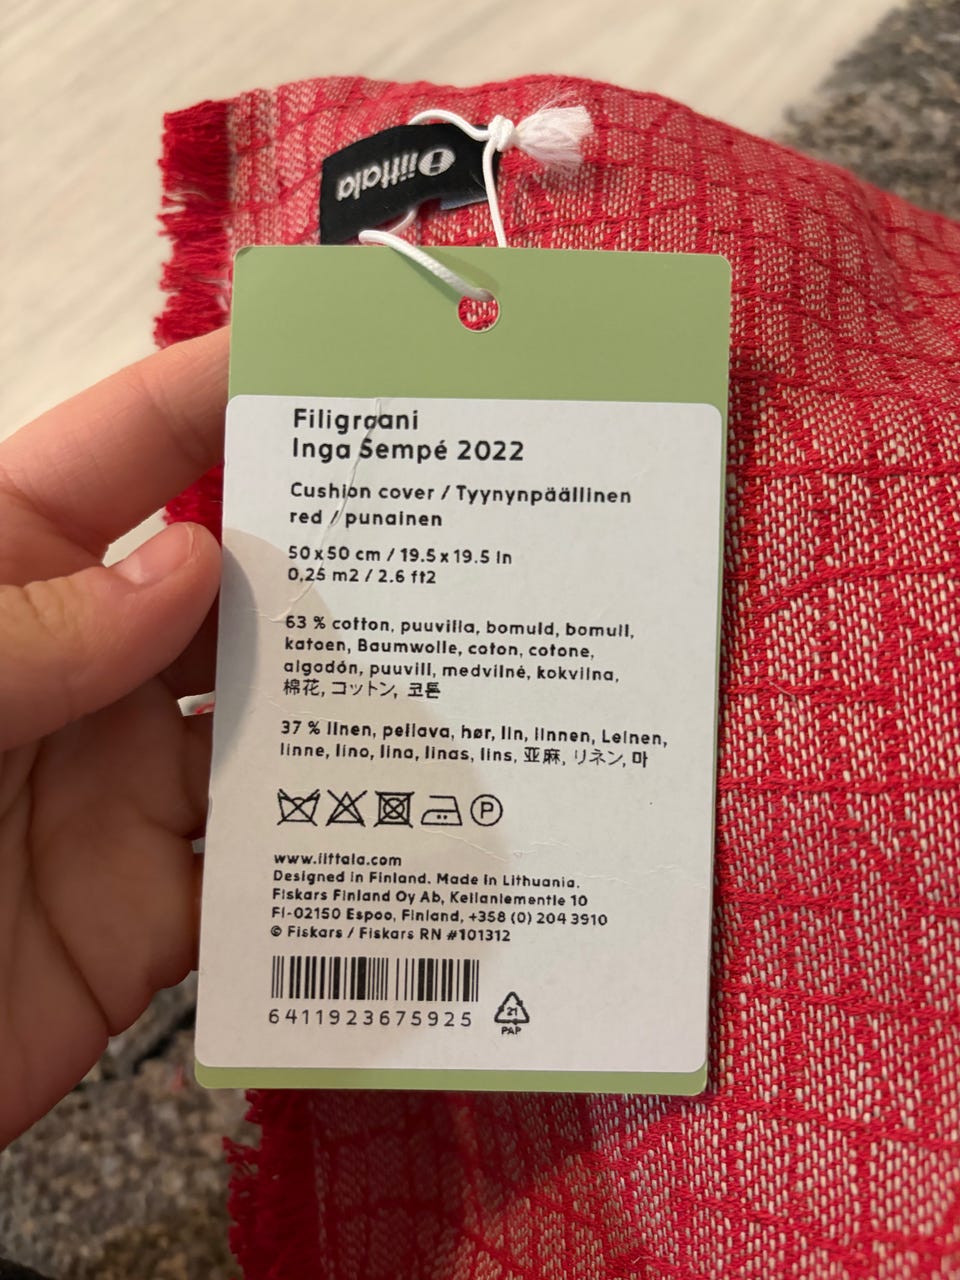 iittala
Filigraani
Inga Sempé 2022
Cushion cover / Tyynynpäällinen
red / punainen
50 x 50 cm / 19.5 x 19.5 in
0,25 m2 / 2.6 ft2
63 % cotton, puuvilla, bomuld, bomull,
katoen, Baumwolle, coton, cotone,
algodón, puuvill, medvilnė, kokvilna,
棉花, コットン, 코튼
37 % linen, pellava, hør, lin, linnen, Leinen,
linne, lino, lina, linas, lins, 亚麻, リネン, 마
P
www.iittala.com
Designed in Finland. Made in Lithuania.
Fiskars Finland Oy Ab, Keilaniementie 10
FI-02150 Espoo, Finland, +358 (0) 204 3910
© Fiskars / Fiskars RN #101312
6411923675925
21
PAP